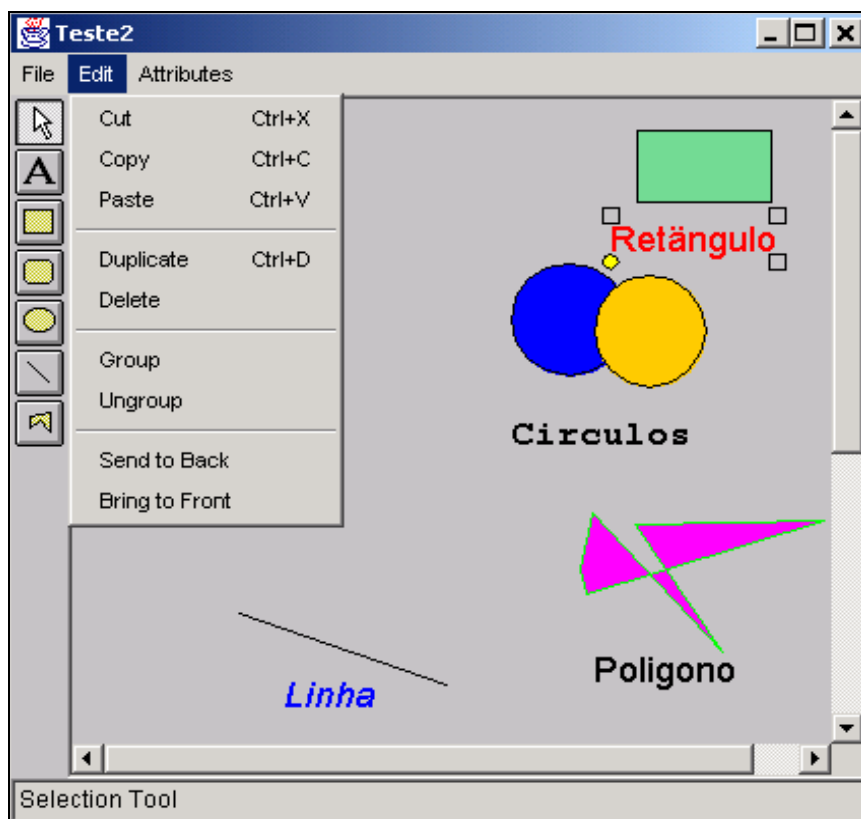 Teste2
File Edit Attributes
Cut Ctrl+X
Copy Ctrl+C
Paste Ctrl+V
Duplicate Ctrl+D
Delete
Group
Ungroup
Send to Back
Bring to Front
A
Retângulo
Circulos
Poligono
Linha
Selection Tool